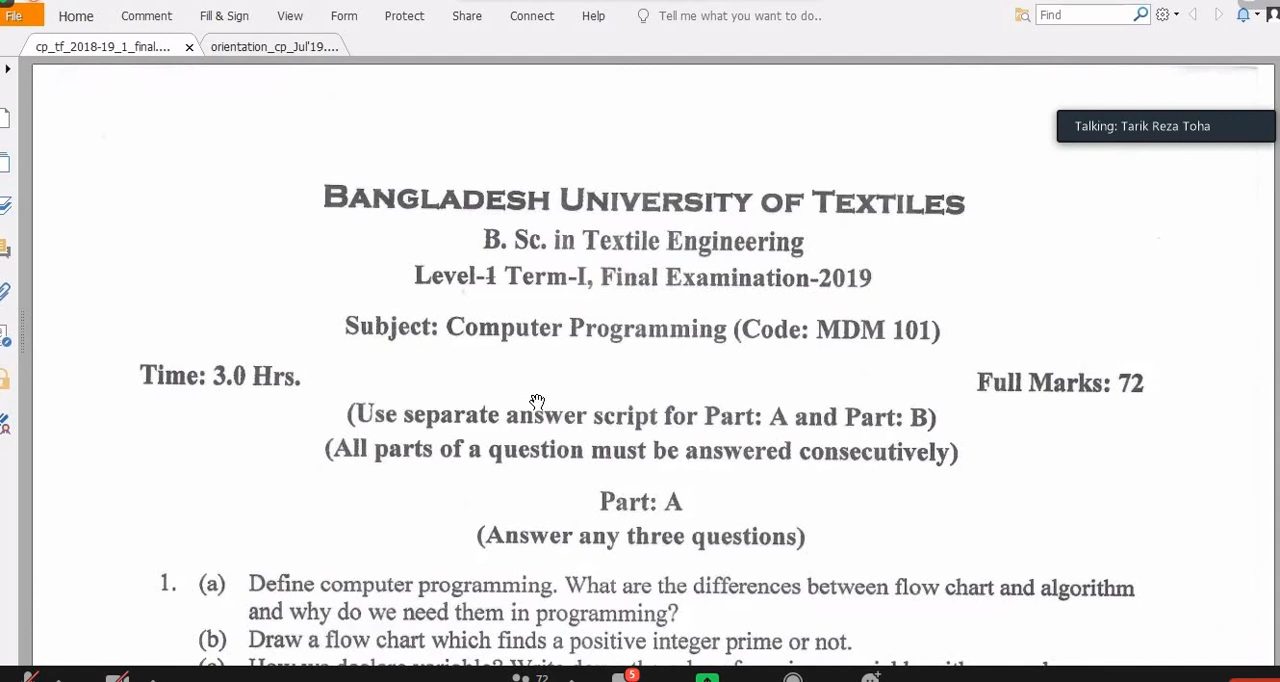 File Home Comment Fill & Sign View Form Protect Share Connect Help Tell me what you want to do.. Find
cp_tf_2018-19_1_final.... × orientation_cp_Jul'19....
Talking: Tarik Reza Toha
BANGLADESH UNIVERSITY OF TEXTILES
B. Sc. in Textile Engineering
Level-1 Term-I, Final Examination-2019
Subject: Computer Programming (Code: MDM 101)
Time: 3.0 Hrs. Full Marks: 72
(Use separate answer script for Part: A and Part: B)
(All parts of a question must be answered consecutively)
Part: A
(Answer any three questions)
1. (a) Define computer programming. What are the differences between flow chart and algorithm
and why do we need them in programming?
(b) Draw a flow chart which finds a positive integer prime or not.
72 5